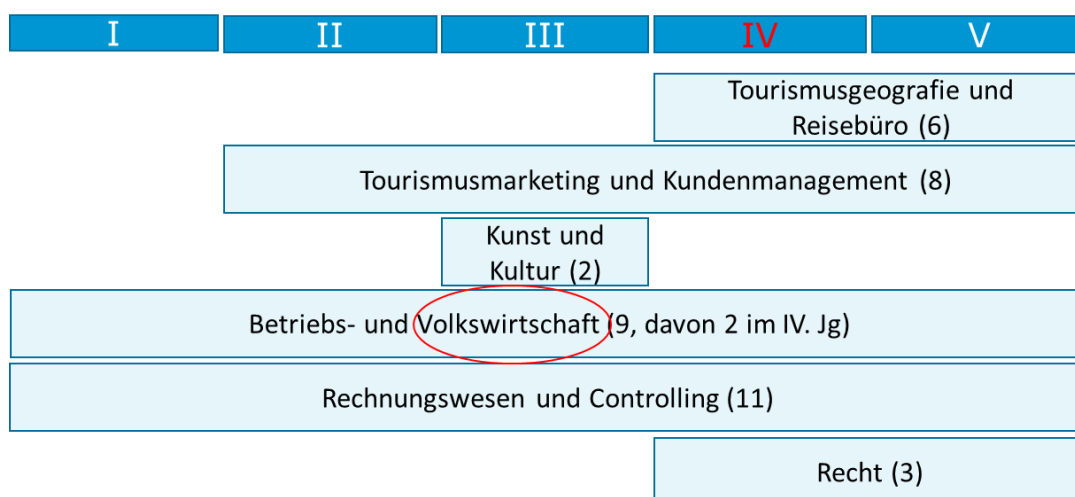 I
II
III
IV
V
Tourismusgeografie und
Reisebüro (6)
Tourismusmarketing und Kundenmanagement (8)
Kunst und
Kultur (2)
Betriebs- und Volkswirtschaft (9, davon 2 im IV. Jg)
Rechnungswesen und Controlling (11)
Recht (3)